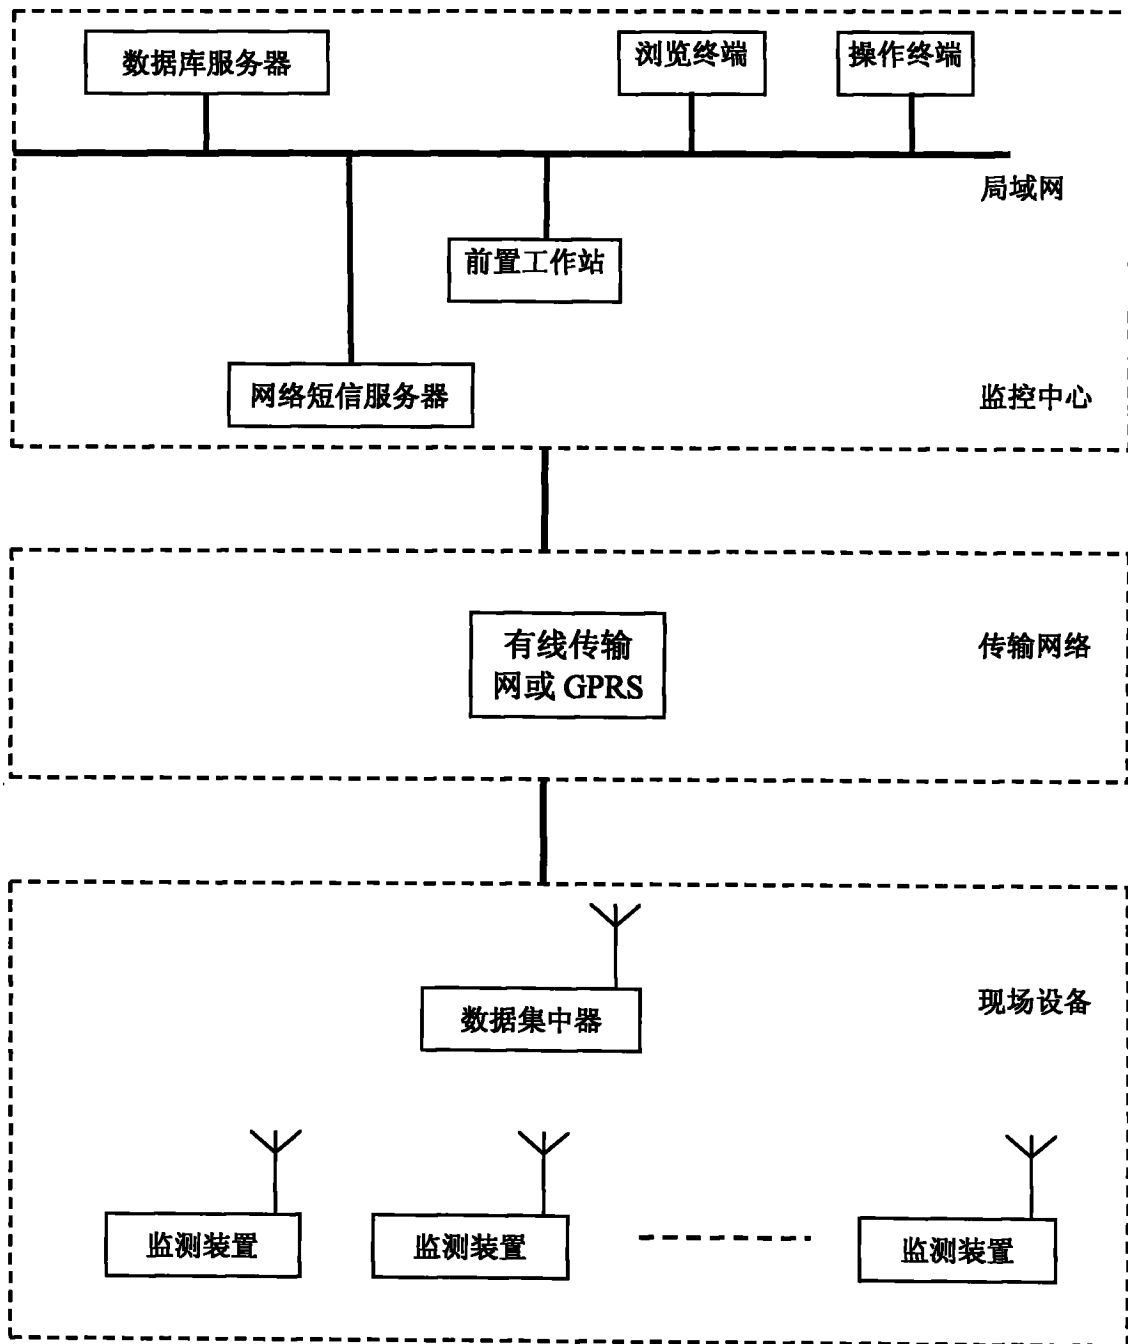 数据库服务器
浏览终端
操作终端
局域网
前置工作站
网络短信服务器
监控中心
有线传输
网或 GPRS
传输网络
现场设备
数据集中器
监测装置
监测装置
监测装置